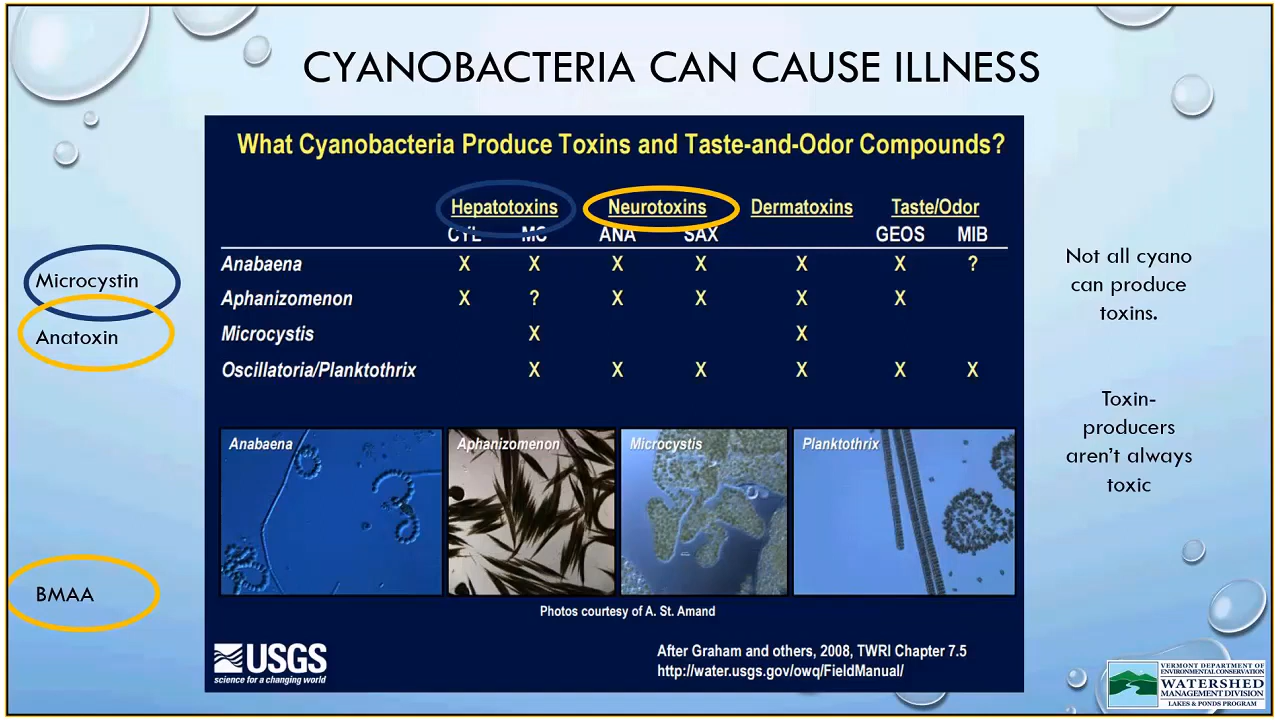 CYANOBACTERIA CAN CAUSE ILLNESS
What Cyanobacteria Produce Toxins and Taste-and-Odor Compounds?
Hepatotoxins Neurotoxins Dermatoxins Taste/Odor
CYL MC ANA SAX GEOS MIB
Anabaena X X X X X X ?
Aphanizomenon X ? X X X X
Microcystis X X
Oscillatoria/Planktothrix X X X X X X
Microcystin
Anatoxin
BMAA
Not all cyano
can produce
toxins.
Toxin-
producers
aren't always
toxic
Anabaena
Aphanizomenon
Microcystis
Planktothrix
Photos courtesy of A. St. Amand
USGS
science for a changing world
After Graham and others, 2008, TWRI Chapter 7.5
http://water.usgs.gov/owq/FieldManual/
VERMONT DEPARTMENT OF
ENVIRONMENTAL CONSERVATION
WATERSHED
MANAGEMENT DIVISION
LAKES & PONDS PROGRAM